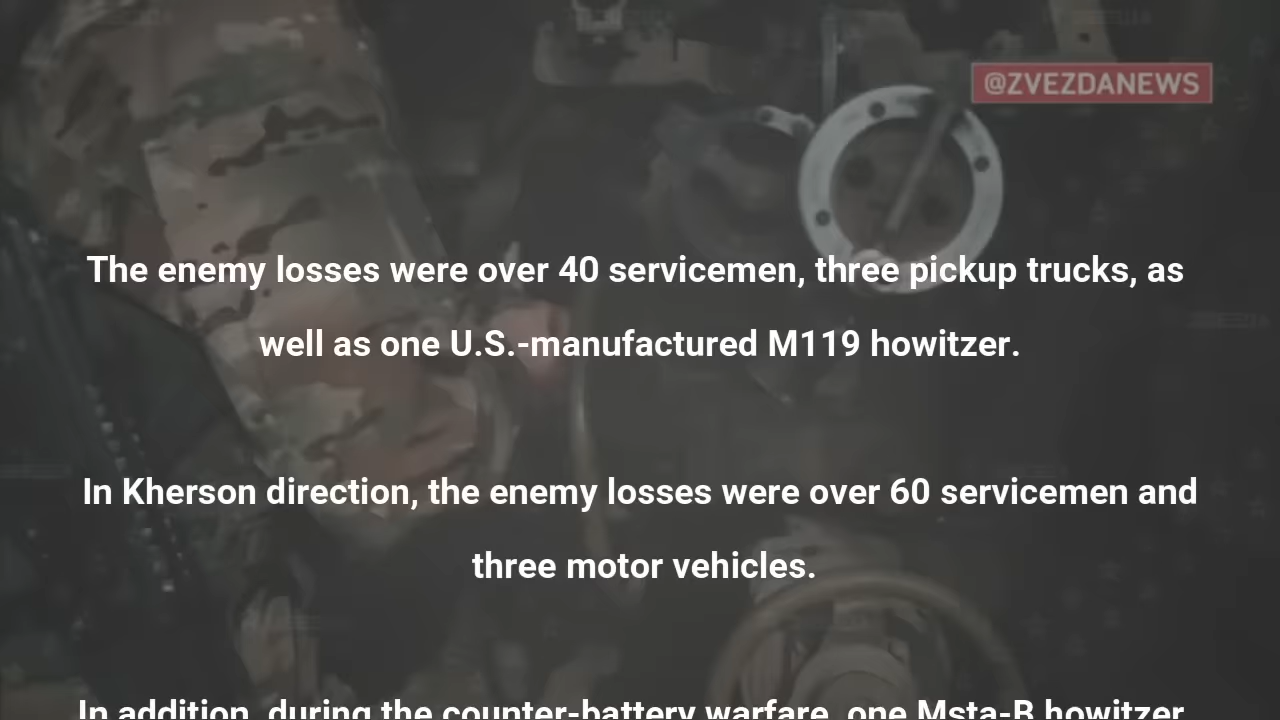 @ZVEZDANEWS
The enemy losses were over 40 servicemen, three pickup trucks, as
well as one U.S.-manufactured M119 howitzer.
In Kherson direction, the enemy losses were over 60 servicemen and
three motor vehicles.
In addition, during the counter-battery warfare, one Msta-B howitzer